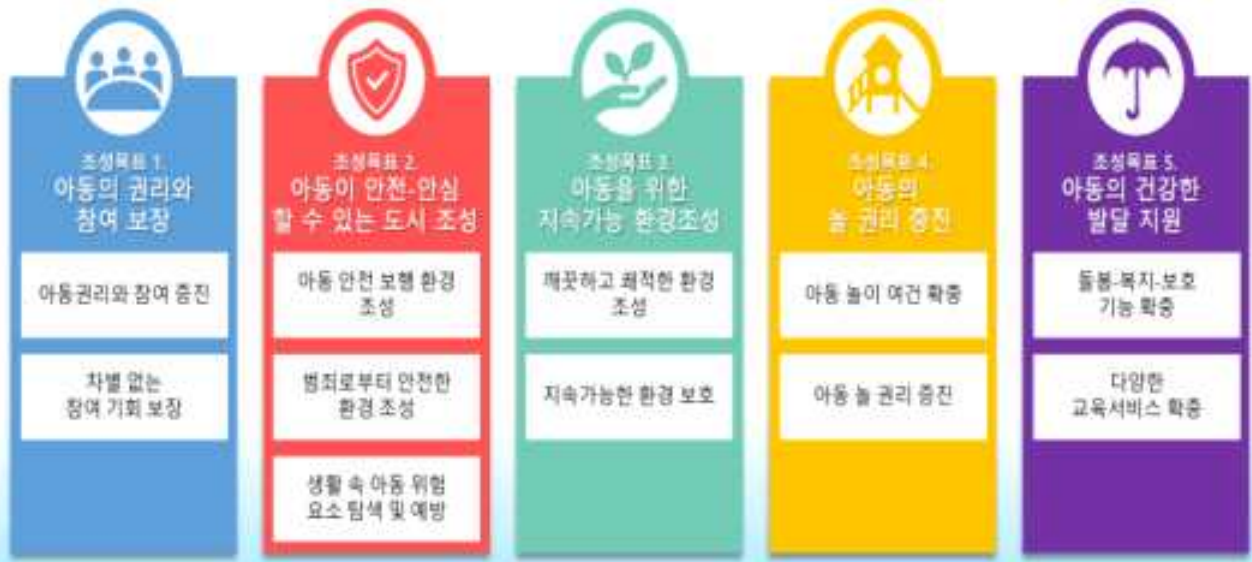 조성목표 1.
아동의 권리와
참여 보장
아동권리와 참여 증진
차별 없는
참여 기회 보장
조성목표 2.
아동이 안전-안심
할 수 있는 도시 조성
아동 안전 보행 환경
조성
범죄로부터 안전한
환경 조성
생활 속 아동 위험
요소 탐색 및 예방
조성목표 3.
아동을 위한
지속가능 환경조성
깨끗하고 쾌적한 환경
조성
지속가능한 환경 보호
조성목표 4.
아동의
놀 권리 증진
아동 놀이 여건 확충
아동 놀 권리 증진
조성목표 5.
아동의 건강한
발달 지원
돌봄-복지-보호
기능 확충
다양한
교육서비스 확충